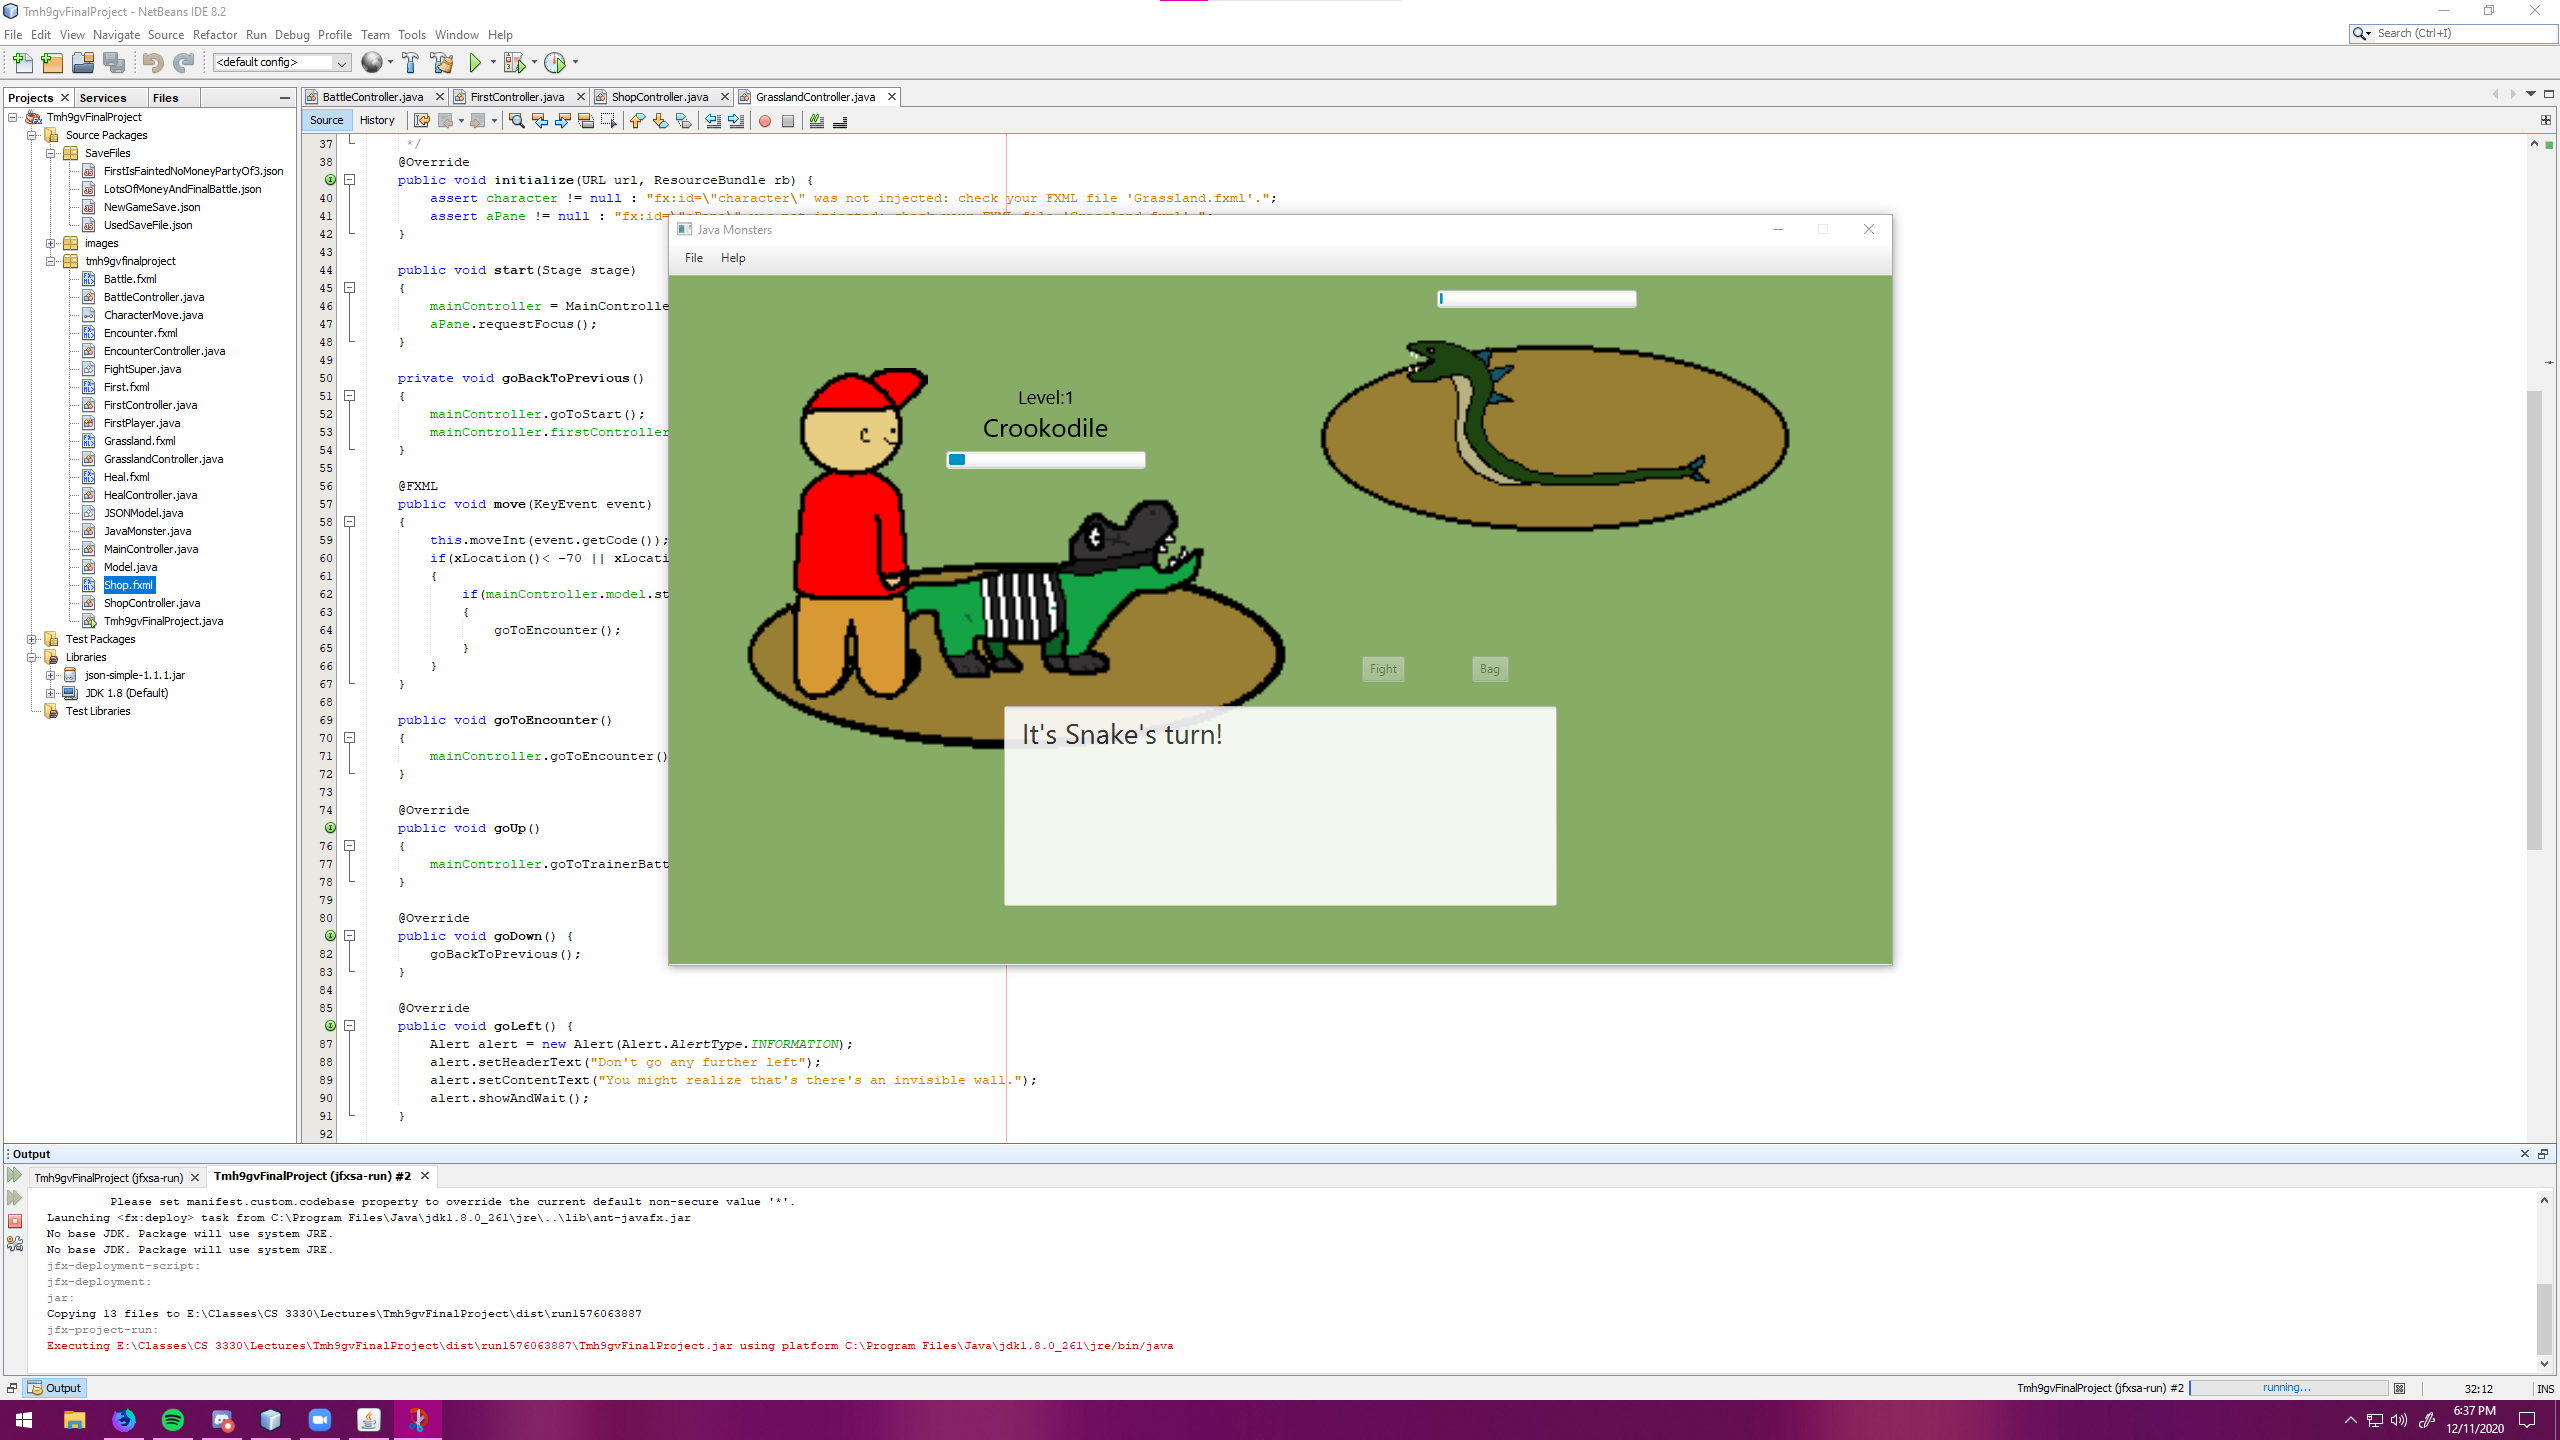 Tmh9gvFinalProject - NetBeans IDE 8.2
File Edit View Navigate Source Refactor Run Debug Profile Team Tools Window Help
Search (Ctrl+I)
<default config>
Projects Services Files
Tmh9gvFinalProject
Source Packages
SaveFiles
FirstIsFaintedNoMoneyPartyOf3.json
LotsOfMoneyAndFinalBattle.json
NewGameSave.json
UsedSaveFile.json
images
tmh9gvfinalproject
Battle.fxml
BattleController.java
CharacterMove.java
Encounter.fxml
EncounterController.java
FightSuper.java
First.fxml
FirstController.java
FirstPlayer.java
Grassland.fxml
GrasslandController.java
Heal.fxml
HealController.java
JSONModel.java
JavaMonster.java
MainController.java
Model.java
Shop.fxml
ShopController.java
Tmh9gvFinalProject.java
Test Packages
Libraries
json-simple-1.1.1.jar
JDK 1.8 (Default)
Test Libraries
BattleController.java FirstController.java ShopController.java GrasslandController.java
Source History
37 */
38 @Override
public void initialize(URL url, ResourceBundle rb) {
40 assert character != null : "fx:id=\"character\" was not injected: check your FXML file 'Grassland.fxml'.";
41 assert aPane != null : "fx:id=\"aPane\" was not injected: check your FXML file 'Grassland.fxml'.";
42 }
43
44 public void start(Stage stage)
45 {
46 mainController = MainControlle
47 aPane.requestFocus();
48 }
49
50 private void goBackToPrevious()
51 {
52 mainController.goToStart();
53 mainController.firstController
54 }
55
56 @FXML
57 public void move(KeyEvent event)
58 {
59 this.moveInt(event.getCode());
60 if(xLocation()< -70 || xLocati
61 {
62 if(mainController.model.st
63 {
64 goToEncounter();
65 }
66 }
67 }
68
69 public void goToEncounter()
70 {
71 mainController.goToEncounter()
72 }
73
74 @Override
public void goUp()
76 {
77 mainController.goToTrainerBatt
78 }
79
80 @Override
public void goDown() {
82 goBackToPrevious();
83 }
84
85 @Override
public void goLeft() {
87 Alert alert = new Alert(Alert.AlertType.INFORMATION);
88 alert.setHeaderText("Don't go any further left");
89 alert.setContentText("You might realize that's there's an invisible wall.");
90 alert.showAndWait();
91 }
92
Java Monsters
File Help
Level:1
Crookodile
Fight Bag
It's Snake's turn!
Output
Tmh9gvFinalProject (jfxsa-run) Tmh9gvFinalProject (jfxsa-run) #2
Please set manifest.custom.codebase property to override the current default non-secure value '*'.
Launching <fx:deploy> task from C:\Program Files\Java\jdk1.8.0_261\jre\..\lib\ant-javafx.jar
No base JDK. Package will use system JRE.
No base JDK. Package will use system JRE.
jfx-deployment-script:
jfx-deployment:
jar:
Copying 13 files to E:\Classes\CS 3330\Lectures\Tmh9gvFinalProject\dist\run1576063887
jfx-project-run:
Executing E:\Classes\CS 3330\Lectures\Tmh9gvFinalProject\dist\run1576063887\Tmh9gvFinalProject.jar using platform C:\Program Files\Java\jdk1.8.0_261\jre/bin/java
Output
Tmh9gvFinalProject (jfxsa-run) #2 running... 32:12 INS
6:37 PM
12/11/2020